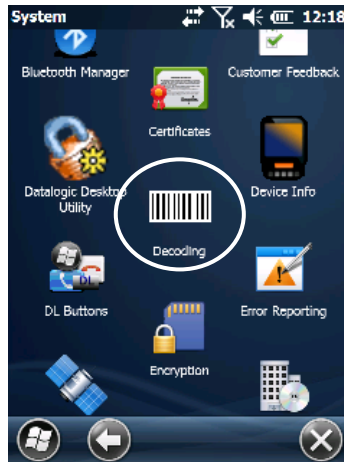 System 12:18
Bluetooth Manager
Customer Feedback
Certificates
Datalogic Desktop
Utility
Device Info
Decoding
DL Buttons
Error Reporting
Encryption